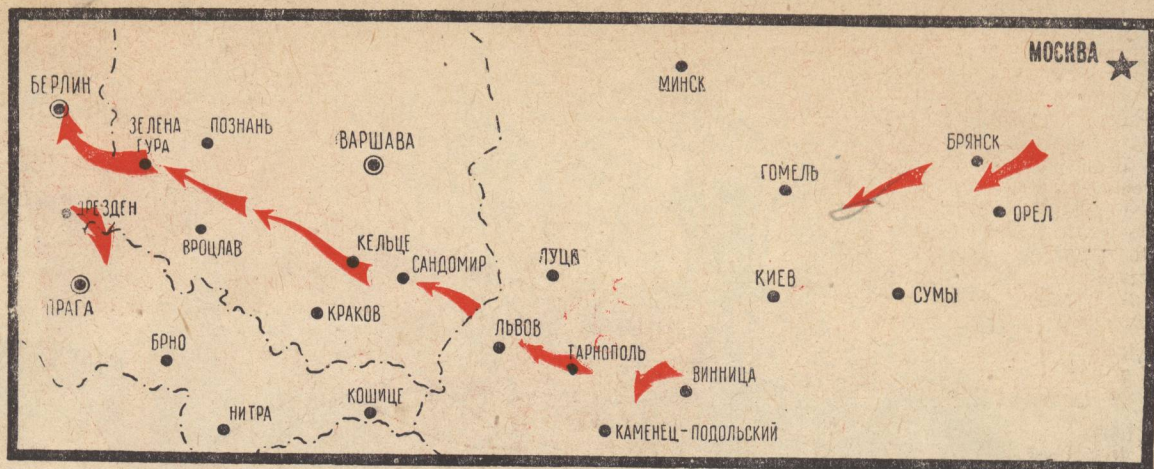 МОСКВА
БЕРЛИН
МИНСК
ЗЕЛЕНА
ГУРА
ПОЗНАНЬ
ВАРШАВА
БРЯНСК
ГОМЕЛЬ
ДРЕЗДЕН
ОРЕЛ
ВРОЦЛАВ
КЕЛЬЦЕ
САНДОМИР
ЛУЦК
КИЕВ
СУМЫ
ПРАГА
КРАКОВ
ЛЬВОВ
БРНО
ТАРНОПОЛЬ
ВИННИЦА
КОШИЦЕ
НИТРА
КАМЕНЕЦ-ПОДОЛЬСКИЙ